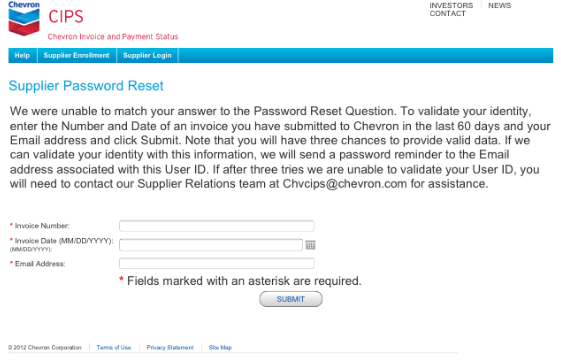 Chevron
CIPS
Chevron Invoice and Payment Status
INVESTORS NEWS
CONTACT
Help Supplier Enrollment Supplier Login
Supplier Password Reset
We were unable to match your answer to the Password Reset Question. To validate your identity,
enter the Number and Date of an invoice you have submitted to Chevron in the last 60 days and your
Email address and click Submit. Note that you will have three chances to provide valid data. If we
can validate your identity with this information, we will send a password reminder to the Email
address associated with this User ID. If after three tries we are unable to validate your User ID, you
will need to contact our Supplier Relations team at Chvcips@chevron.com for assistance.
* Invoice Number:
* Invoice Date (MM/DD/YYYY):
(MM/DD/YYYY):
* Email Address:
* Fields marked with an asterisk are required.
SUBMIT
© 2012 Chevron Corporation Terms of Use Privacy Statement Site Map